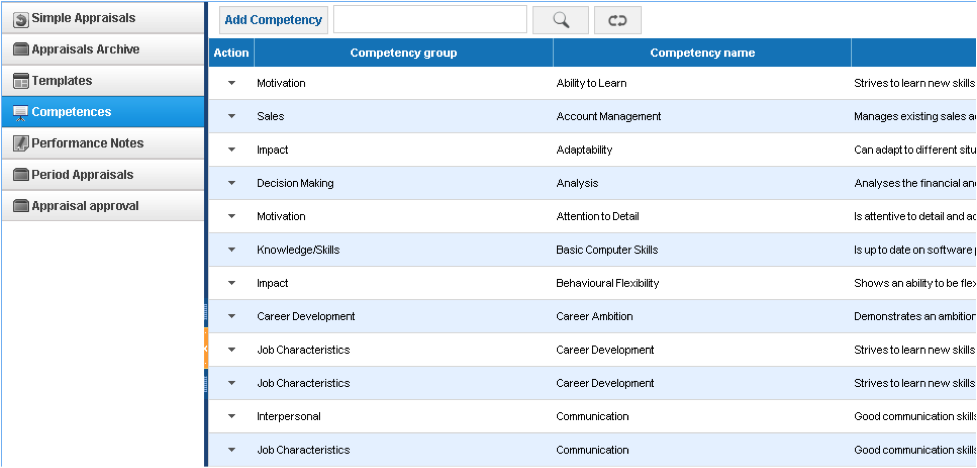 Simple Appraisals
Appraisals Archive
Templates
Competences
Performance Notes
Period Appraisals
Appraisal approval
Add Competency
Action Competency group Competency name
Motivation Ability to Learn Strives to learn new skills
Sales Account Management Manages existing sales
Impact Adaptability Can adapt to different
Decision Making Analysis Analyses the financial
Motivation Attention to Detail Is attentive to detail and
Knowledge/Skills Basic Computer Skills Is up to date on software
Impact Behavioural Flexibility Shows an ability to be
Career Development Career Ambition Demonstrates an ambition
Job Characteristics Career Development Strives to learn new skills
Job Characteristics Career Development Strives to learn new skills
Interpersonal Communication Good communication skills
Job Characteristics Communication Good communication skills